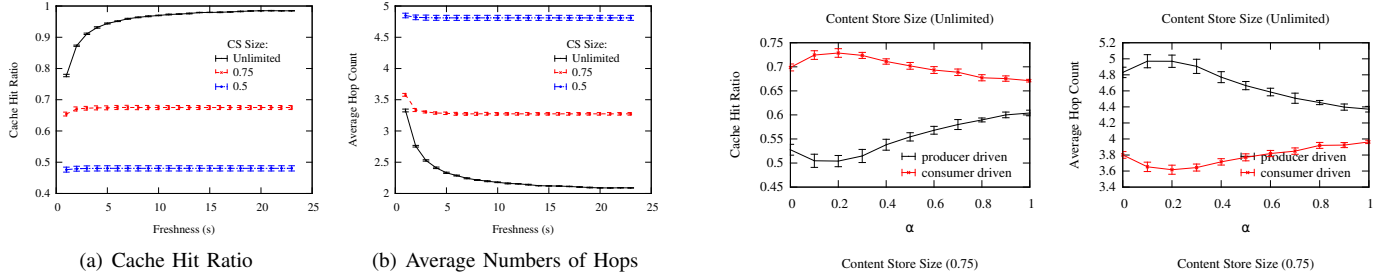 1
0.9
0.8
0.7
0.6
0.5
0.4
Cache Hit Ratio
CS Size:
Unlimited
0.75
0.5
0 5 10 15 20 25
Freshness (s)
(a) Cache Hit Ratio
5
4.5
4
3.5
3
2.5
2
Average Hop Count
CS Size:
Unlimited
0.75
0.5
0 5 10 15 20 25
Freshness (s)
(b) Average Numbers of Hops
Content Store Size (Unlimited)
0.75
0.7
0.65
0.6
0.55
0.5
0.45
Cache Hit Ratio
producer driven
consumer driven
0 0.2 0.4 0.6 0.8 1
α
Content Store Size (0.75)
Content Store Size (Unlimited)
5.2
5
4.8
4.6
4.4
4.2
4
3.8
3.6
3.4
Average Hop Count
producer driven
consumer driven
0 0.2 0.4 0.6 0.8 1
α
Content Store Size (0.75)